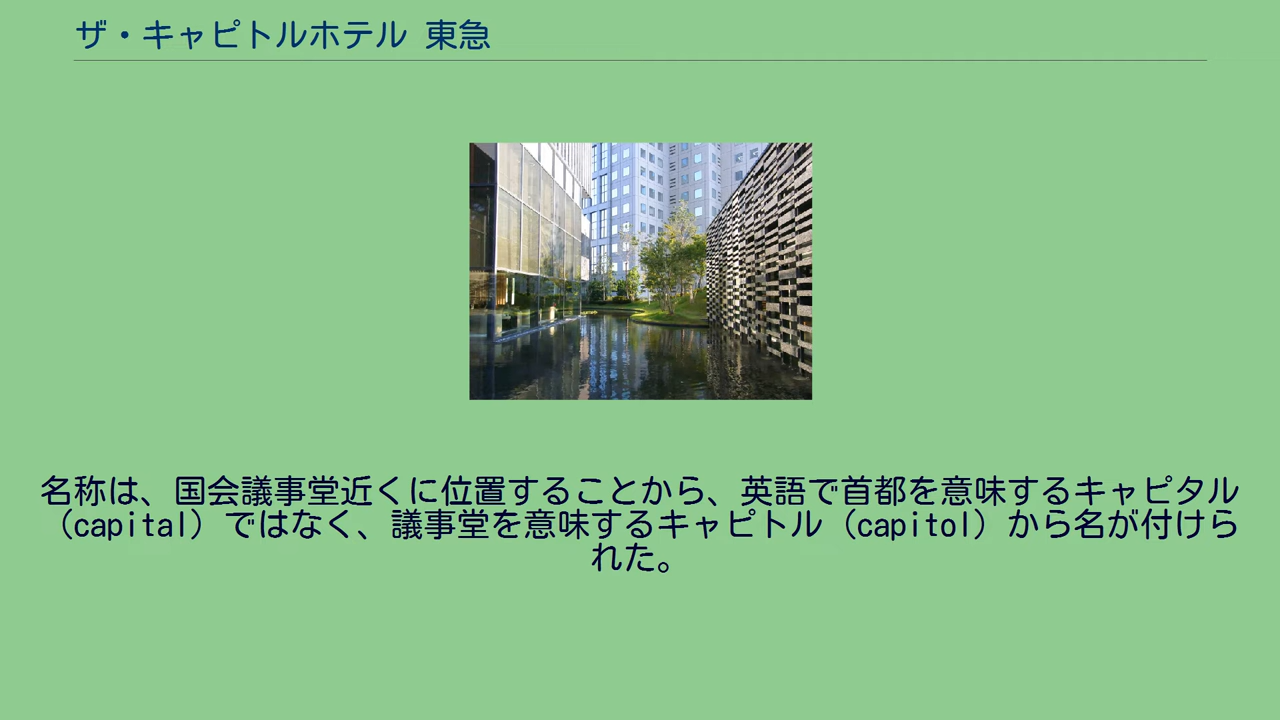 ザ・キャピトルホテル 東急
名称は、国会議事堂近くに位置することから、英語で首都を意味するキャピタル
（capital）ではなく、議事堂を意味するキャピトル（capitol）から名が付けら
れた。